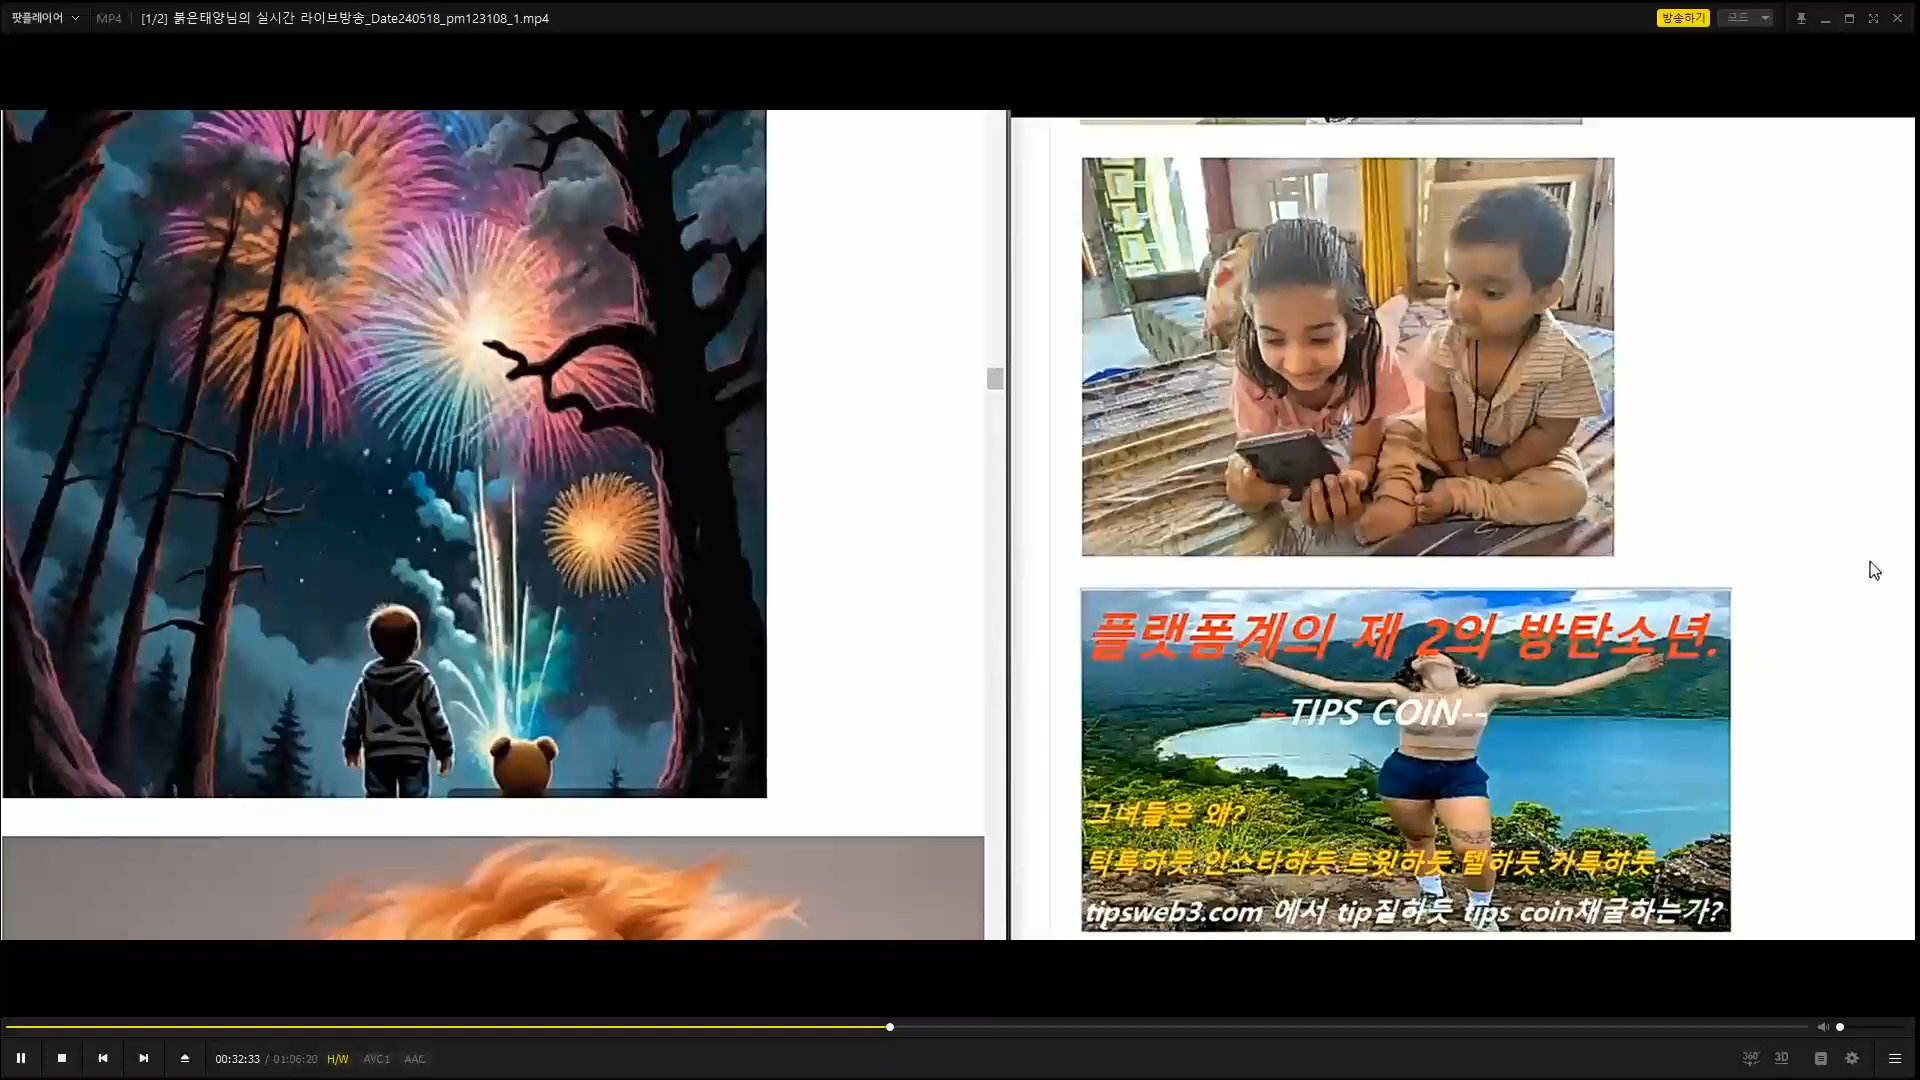 팟플레이어 MP4 [1/2] 붉은태양님의 실시간 라이브방송_Date240518_pm123108_1.mp4 방송하기 모드
플랫폼계의 제 2의 방탄소년.
--TIPS COIN--
그녀들은 왜?
틱톡하듯.인스타하듯.트윗하듯.텔하듯.카톡하듯.
tipsweb3.com 에서 tip질하듯 tips coin채굴하는가?
00:32:33 / 01:06:20 H/W AVC1 AAC 360° 3D